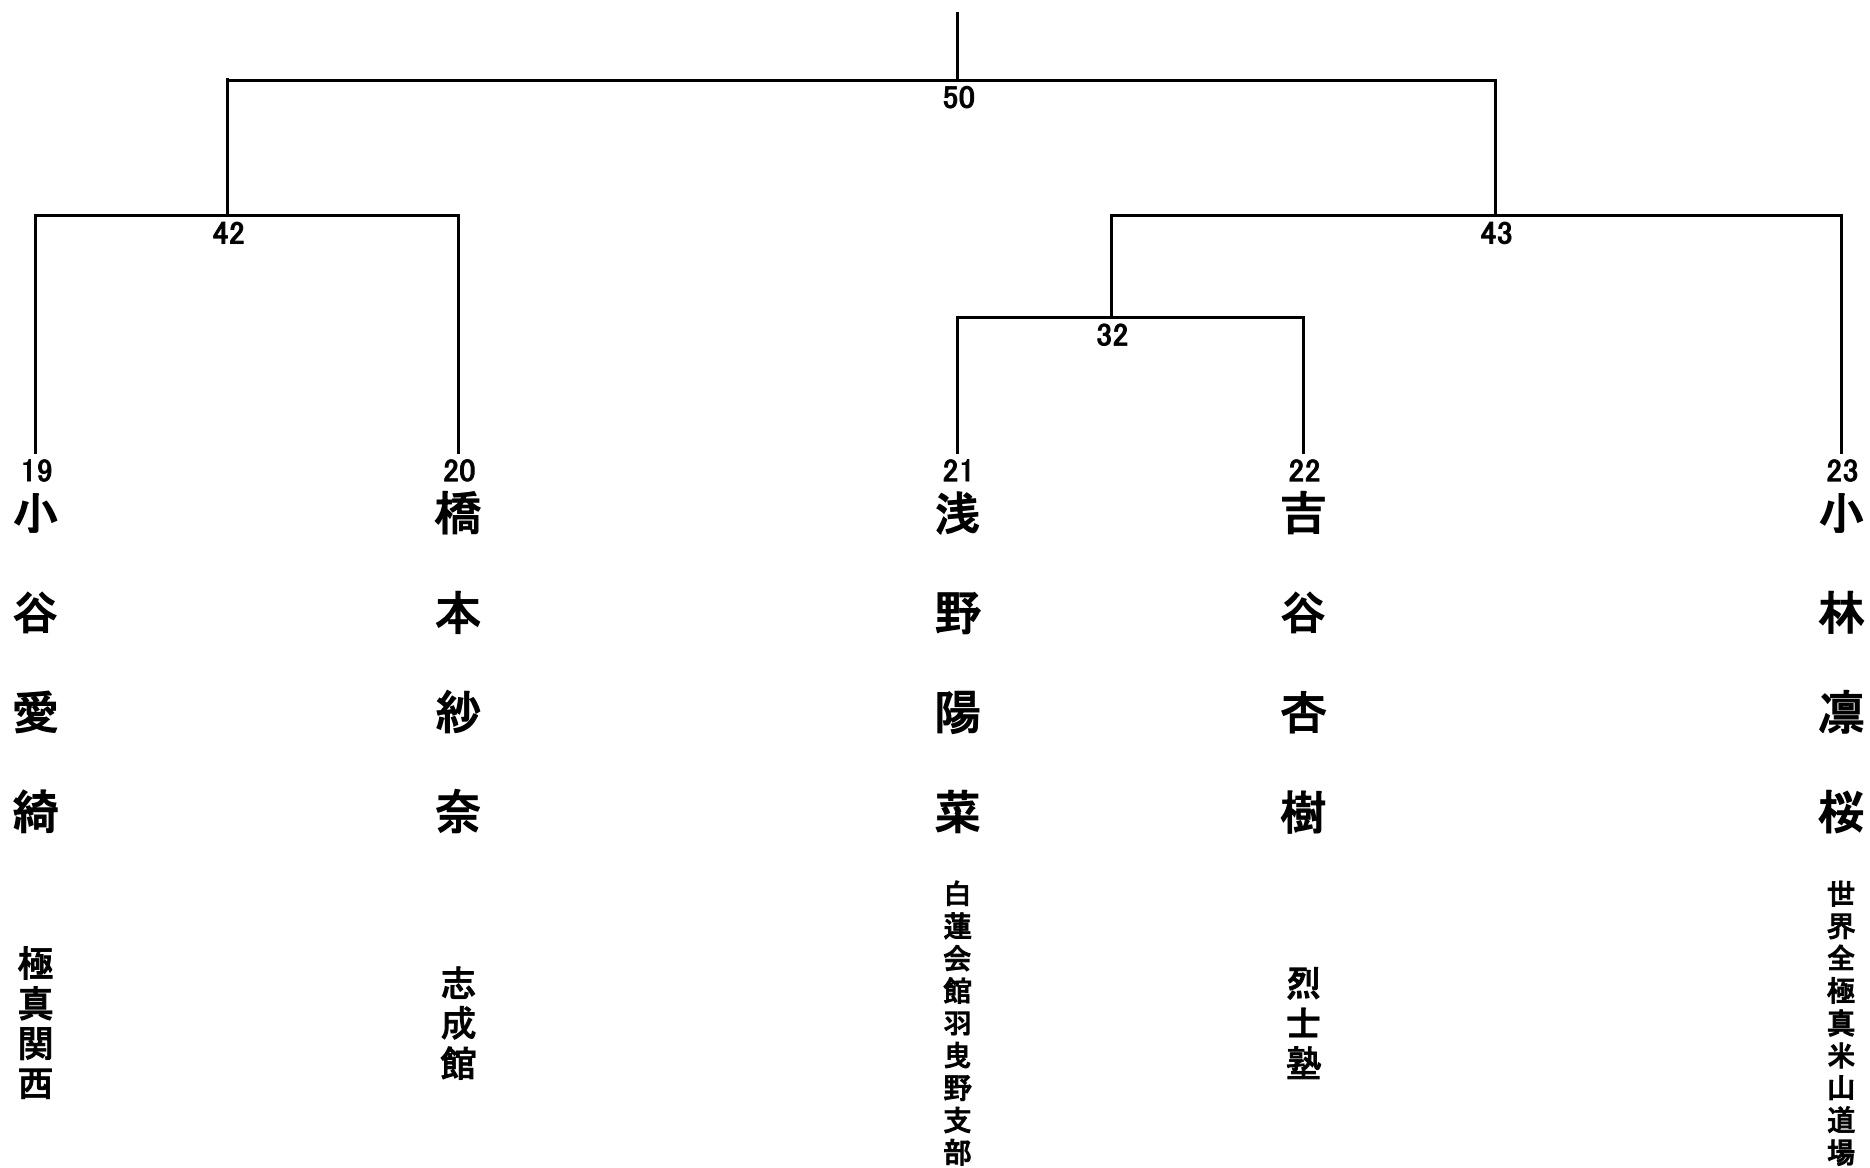 50
42
43
32
19
小谷愛綺
極真関西
20
橋本紗奈
志成館
21
浅野陽菜
白蓮会館羽曳野支部
22
吉谷杏樹
烈士塾
23
小林凛桜
世界全極真米山道場